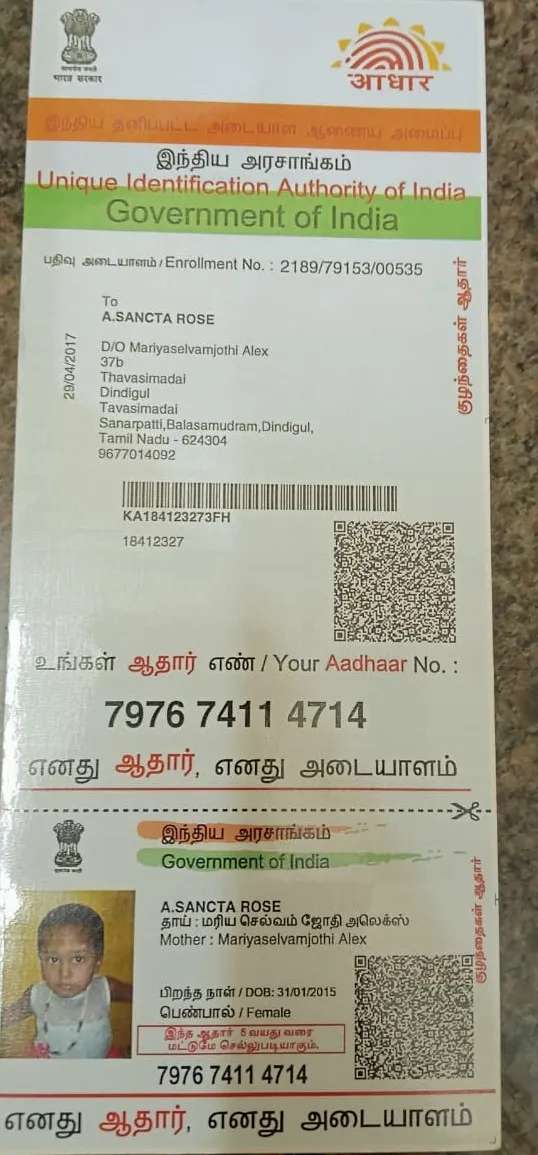 भारत सरकार
आधार
இந்திய தனிப்பட்ட அடையாள ஆணைய அமைப்பு
இந்திய அரசாங்கம்
Unique Identification Authority of India
Government of India
பதிவு அடையாளம் / Enrollment No. : 2189/79153/00535
To
A.SANCTA ROSE
D/O Mariyaselvamjothi Alex
37b
Thavasimadai
Dindigul
Tavasimadai
Sanarpatti,Balasamudram,Dindigul,
Tamil Nadu - 624304
9677014092
29/04/2017
குழந்தைகள் ஆதார்
KA184123273FH
18412327
உங்கள் ஆதார் எண் / Your Aadhaar No. :
7976 7411 4714
எனது ஆதார், எனது அடையாளம்
இந்திய அரசாங்கம்
Government of India
A.SANCTA ROSE
தாய் : மரிய செல்வம் ஜோதி அலெக்ஸ்
Mother : Mariyaselvamjothi Alex
பிறந்த நாள் / DOB: 31/01/2015
பெண்பால் / Female
இந்த ஆதார் 5 வயது வரை
மட்டுமே செல்லுபடியாகும்.
குழந்தைகள் ஆதார்
7976 7411 4714
எனது ஆதார், எனது அடையாளம்